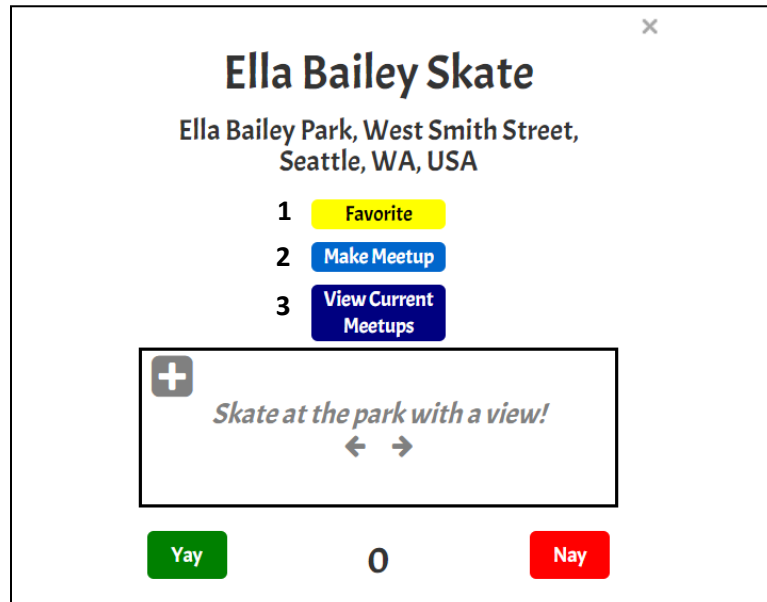 ×
Ella Bailey Skate
Ella Bailey Park, West Smith Street,
Seattle, WA, USA
1 Favorite
2 Make Meetup
3 View Current
Meetups
+
Skate at the park with a view!
← →
Yay 0 Nay